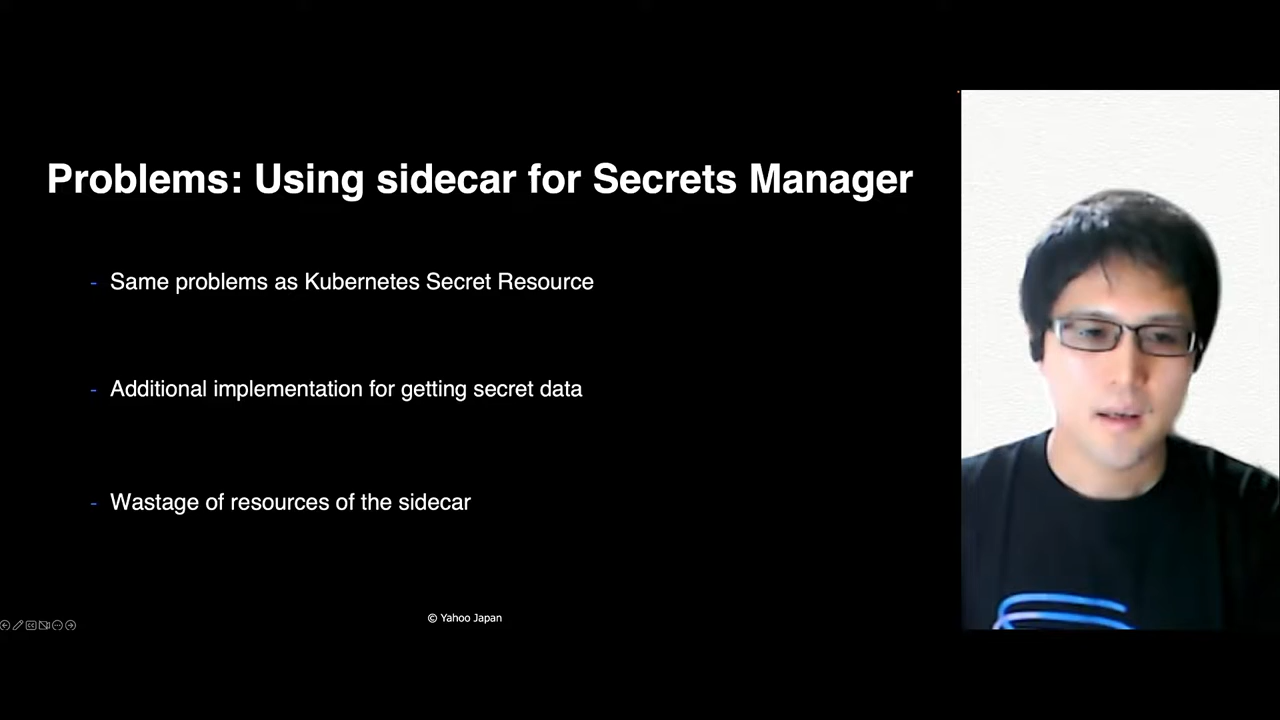 Problems: Using sidecar for Secrets Manager
- Same problems as Kubernetes Secret Resource
- Additional implementation for getting secret data
- Wastage of resources of the sidecar
© Yahoo Japan